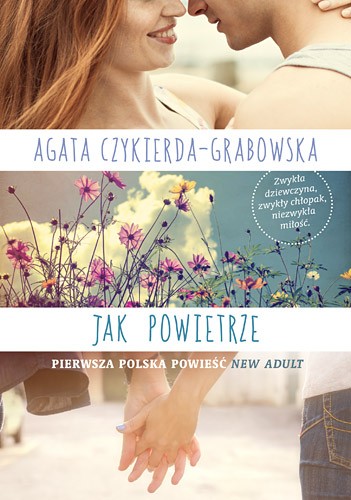 AGATA CZYKIERDA-GRABOWSKA
Zwykła
dziewczyna,
zwykły chłopak,
niezwykła
miłość.
JAK POWIETRZE
PIERWSZA POLSKA POWIEŚĆ NEW ADULT